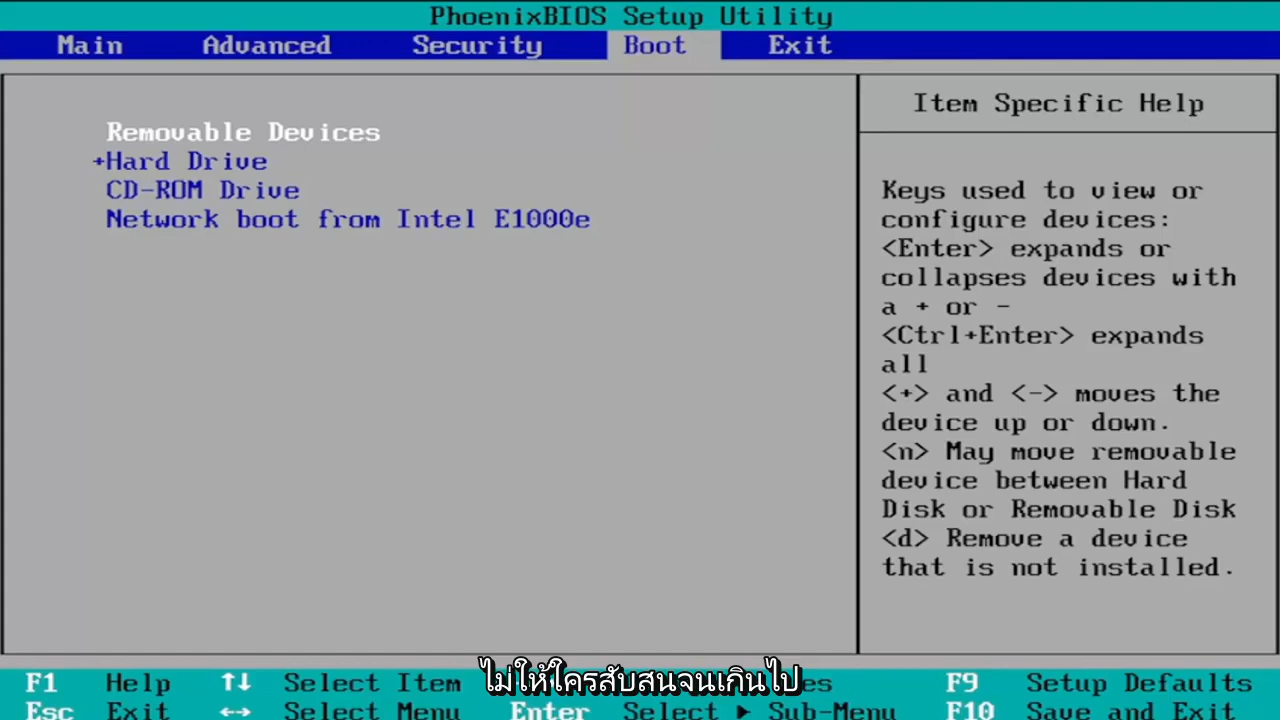 PhoenixBIOS Setup Utility
Main Advanced Security Boot Exit
Removable Devices
+Hard Drive
CD-ROM Drive
Network boot from Intel E1000e
Item Specific Help
Keys used to view or
configure devices:
<Enter> expands or
collapses devices with
a + or -
<Ctrl+Enter> expands
all
<+> and <-> moves the
device up or down.
<n> May move removable
device between Hard
Disk or Removable Disk
<d> Remove a device
that is not installed.
F1 Help ↑↓ Select Item F9 Setup Defaults
ไม่ให้ใครสับสนจนเกินไป
Esc Exit ↔ Select Menu Enter Select ▶ Sub-Menu F10 Save and Exit